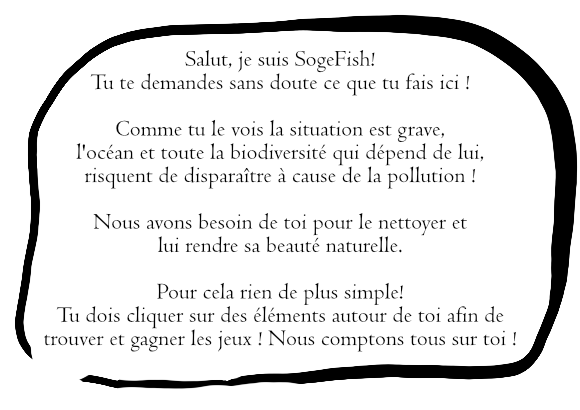 Salut, je suis SogeFish!
Tu te demandes sans doute ce que tu fais ici !
Comme tu le vois la situation est grave,
l'océan et toute la biodiversité qui dépend de lui,
risquent de disparaître à cause de la pollution !
Nous avons besoin de toi pour le nettoyer et
lui rendre sa beauté naturelle.
Pour cela rien de plus simple!
Tu dois cliquer sur des éléments autour de toi afin de
trouver et gagner les jeux ! Nous comptons tous sur toi !